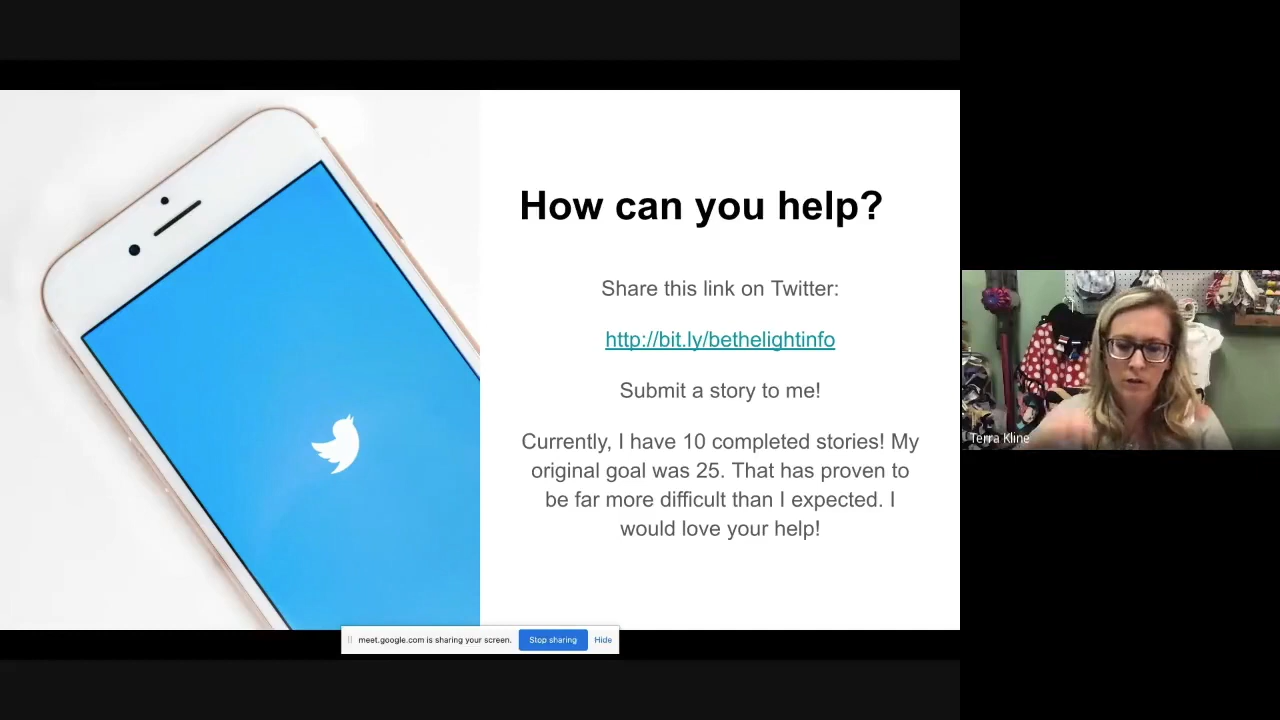 How can you help?
Share this link on Twitter:
http://bit.ly/bethelightinfo
Submit a story to me!
Currently, I have 10 completed stories! My
original goal was 25. That has proven to
be far more difficult than I expected. I
would love your help!
Terra Kline
meet.google.com is sharing your screen.
Stop sharing
Hide